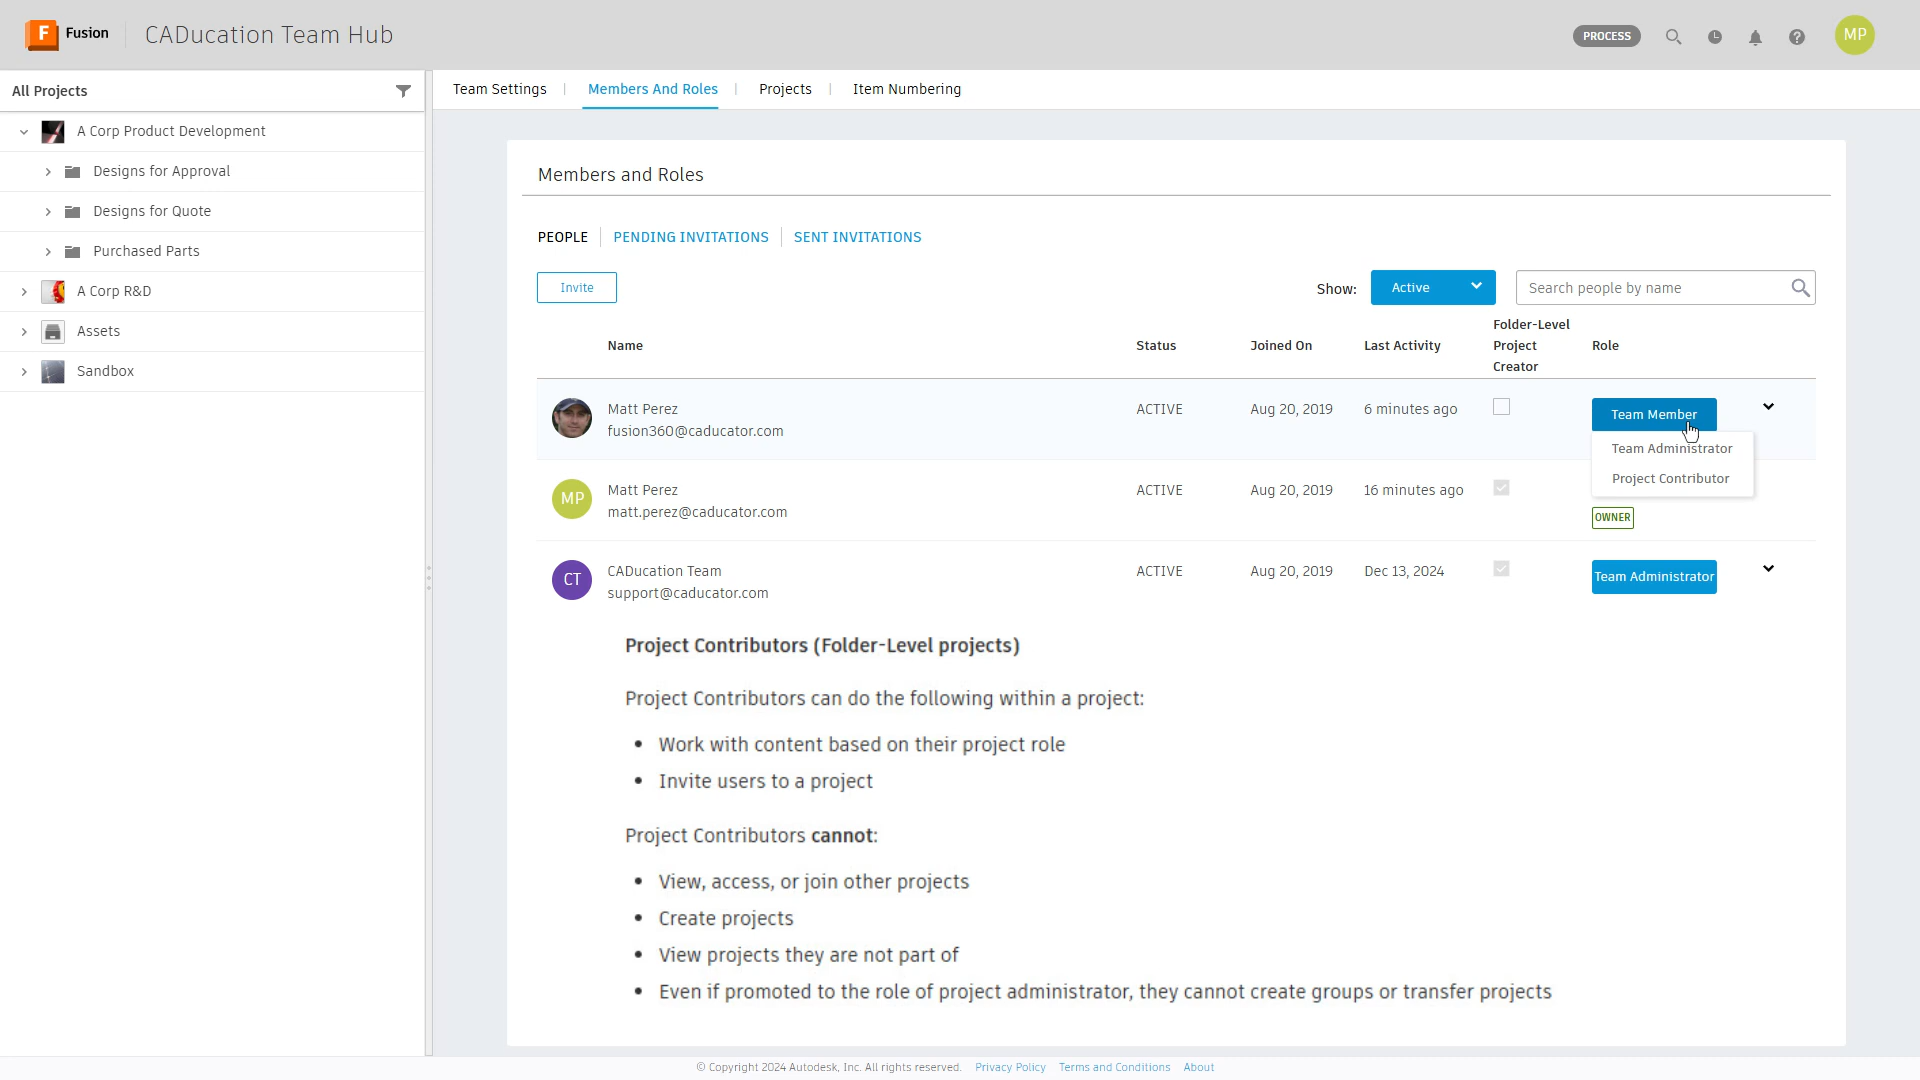 F Fusion CADucation Team Hub PROCESS MP
All Projects
A Corp Product Development
Designs for Approval
Designs for Quote
Purchased Parts
A Corp R&D
Assets
Sandbox
Team Settings | Members And Roles | Projects | Item Numbering
Members and Roles
PEOPLE PENDING INVITATIONS SENT INVITATIONS
Invite Show: Active Search people by name
Name Status Joined On Last Activity Folder-Level Project Creator Role
Matt Perez ACTIVE Aug 20, 2019 6 minutes ago Team Member
fusion360@caducator.com
Team Administrator
Project Contributor
MP Matt Perez ACTIVE Aug 20, 2019 16 minutes ago
matt.perez@caducator.com OWNER
CT CADucation Team ACTIVE Aug 20, 2019 Dec 13, 2024 Team Administrator
support@caducator.com
Project Contributors (Folder-Level projects)
Project Contributors can do the following within a project:
• Work with content based on their project role
• Invite users to a project
Project Contributors cannot:
• View, access, or join other projects
• Create projects
• View projects they are not part of
• Even if promoted to the role of project administrator, they cannot create groups or transfer projects
© Copyright 2024 Autodesk, Inc. All rights reserved. Privacy Policy Terms and Conditions About